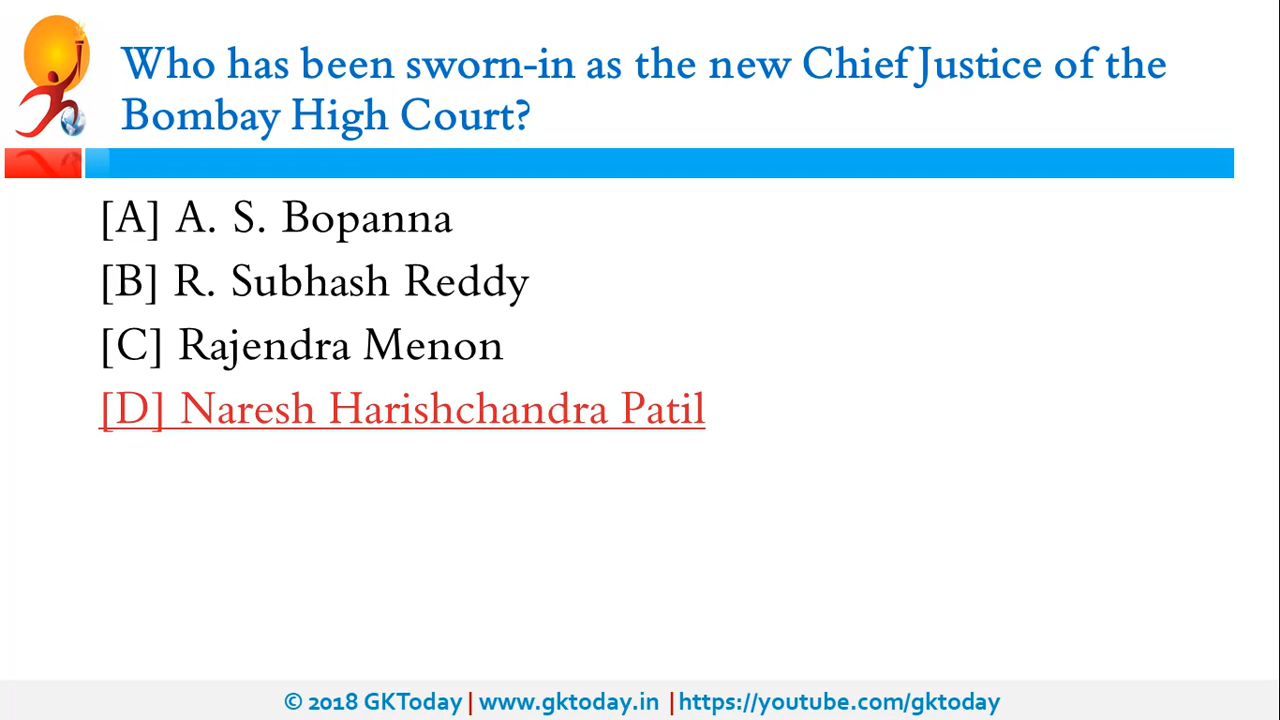 Who has been sworn-in as the new Chief Justice of the
Bombay High Court?
[A] A. S. Bopanna
[B] R. Subhash Reddy
[C] Rajendra Menon
[D] Naresh Harishchandra Patil
© 2018 GKToday | www.gktoday.in | https://youtube.com/gktoday